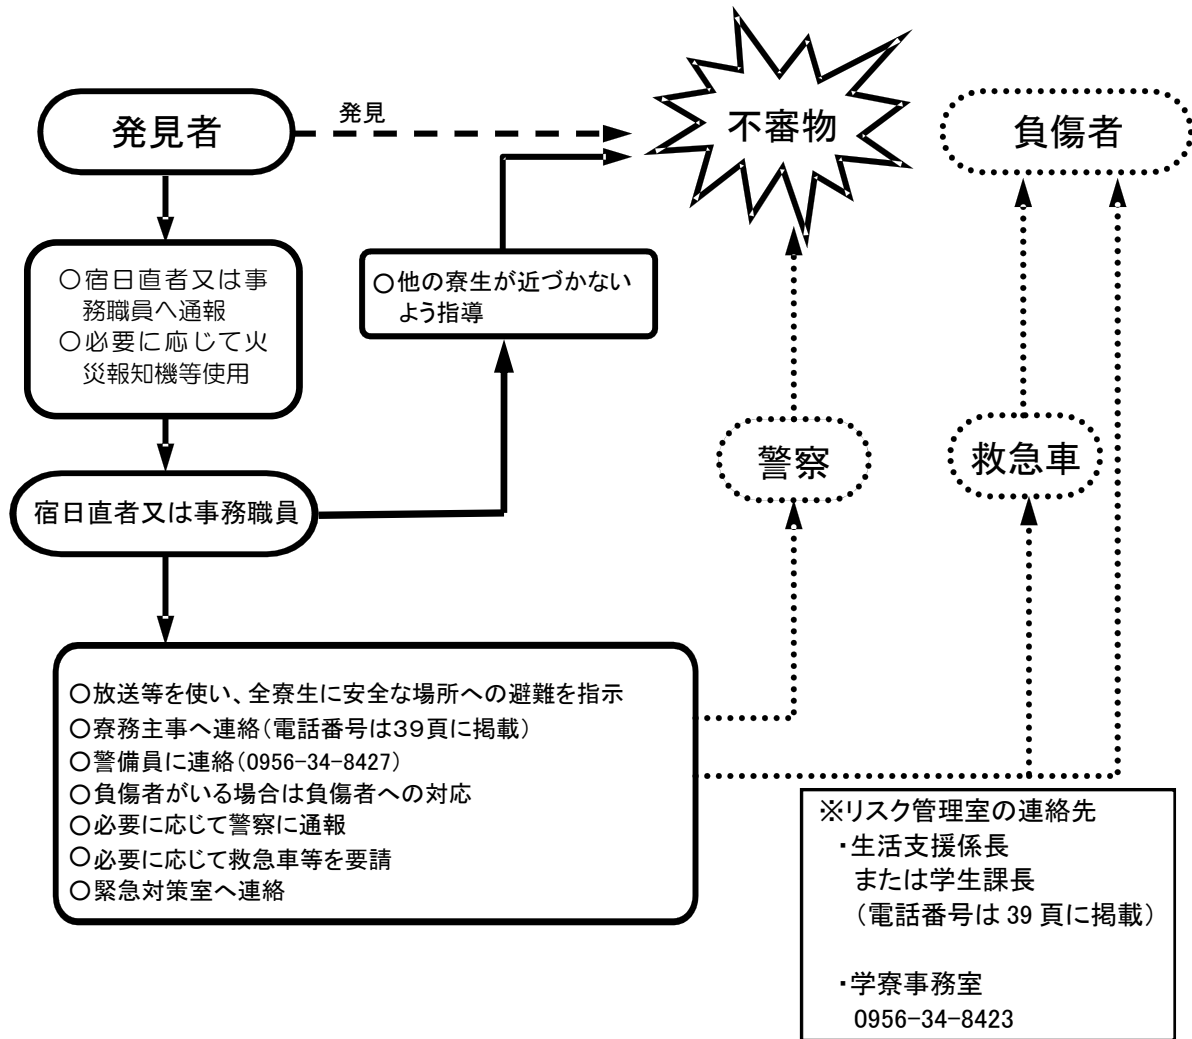 発見者
発見
不審物
負傷者
○宿日直者又は事
務職員へ通報
○必要に応じて火
災報知機等使用
○他の寮生が近づかない
よう指導
警察
救急車
宿日直者又は事務職員
○放送等を使い、全寮生に安全な場所への避難を指示
○寮務主事へ連絡(電話番号は39頁に掲載)
○警備員に連絡(0956-34-8427)
○負傷者がいる場合は負傷者への対応
○必要に応じて警察に通報
○必要に応じて救急車等を要請
○緊急対策室へ連絡
※リスク管理室の連絡先
・生活支援係長
または学生課長
(電話番号は 39 頁に掲載)
・学寮事務室
0956-34-8423